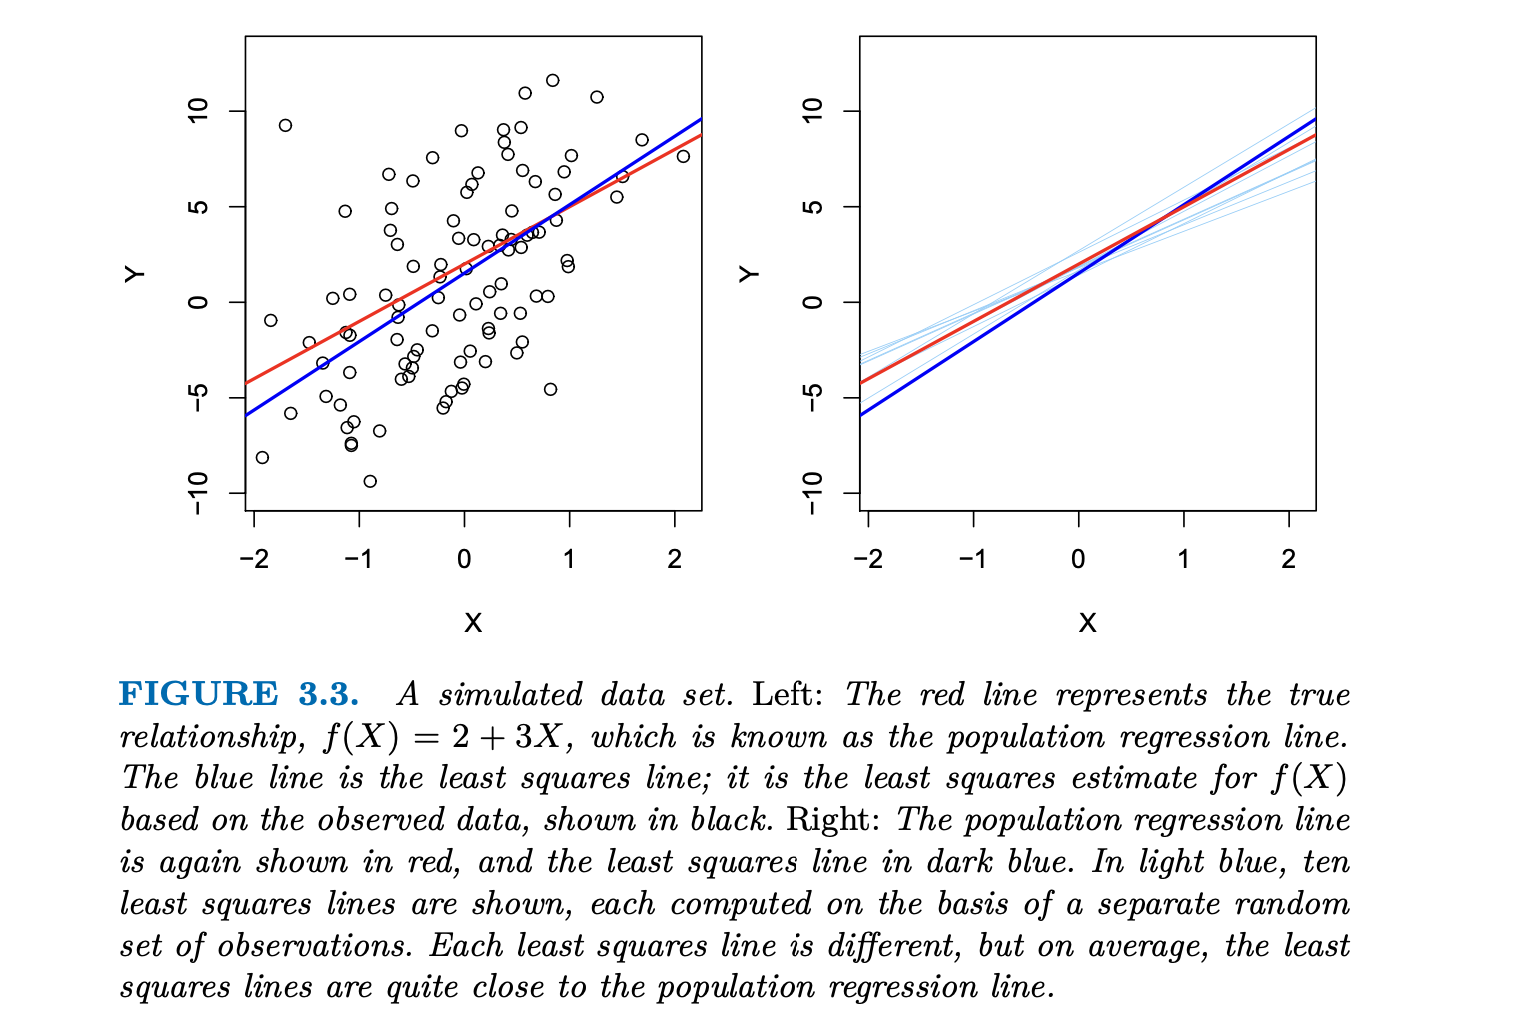 10
5
0
−5
−10
Y
−2 −1 0 1 2
X
10
5
0
−5
−10
Y
−2 −1 0 1 2
X
FIGURE 3.3. A simulated data set. Left: The red line represents the true
relationship, f(X) = 2 + 3X, which is known as the population regression line.
The blue line is the least squares line; it is the least squares estimate for f(X)
based on the observed data, shown in black. Right: The population regression line
is again shown in red, and the least squares line in dark blue. In light blue, ten
least squares lines are shown, each computed on the basis of a separate random
set of observations. Each least squares line is different, but on average, the least
squares lines are quite close to the population regression line.